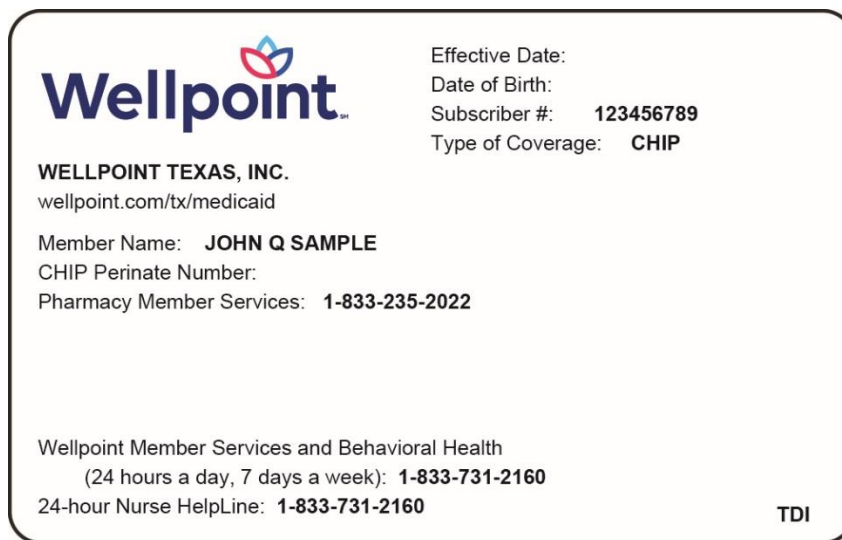 Wellpoint℠
Effective Date:
Date of Birth:
Subscriber #: 123456789
Type of Coverage: CHIP
WELLPOINT TEXAS, INC.
wellpoint.com/tx/medicaid
Member Name: JOHN Q SAMPLE
CHIP Perinate Number:
Pharmacy Member Services: 1-833-235-2022
Wellpoint Member Services and Behavioral Health
(24 hours a day, 7 days a week): 1-833-731-2160
24-hour Nurse HelpLine: 1-833-731-2160
TDI